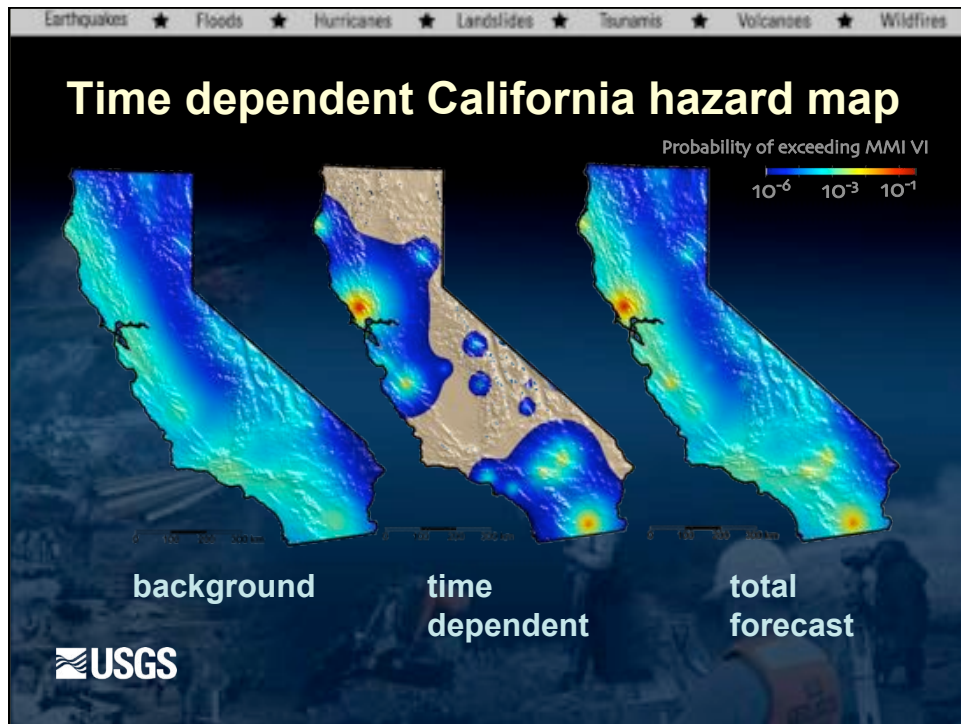 Earthquakes ★ Floods ★ Hurricanes ★ Landslides ★ Tsunamis ★ Volcanoes ★ Wildfires
Time dependent California hazard map
Probability of exceeding MMI VI
10⁻⁶ 10⁻³ 10⁻¹
background
time
dependent
total
forecast
USGS